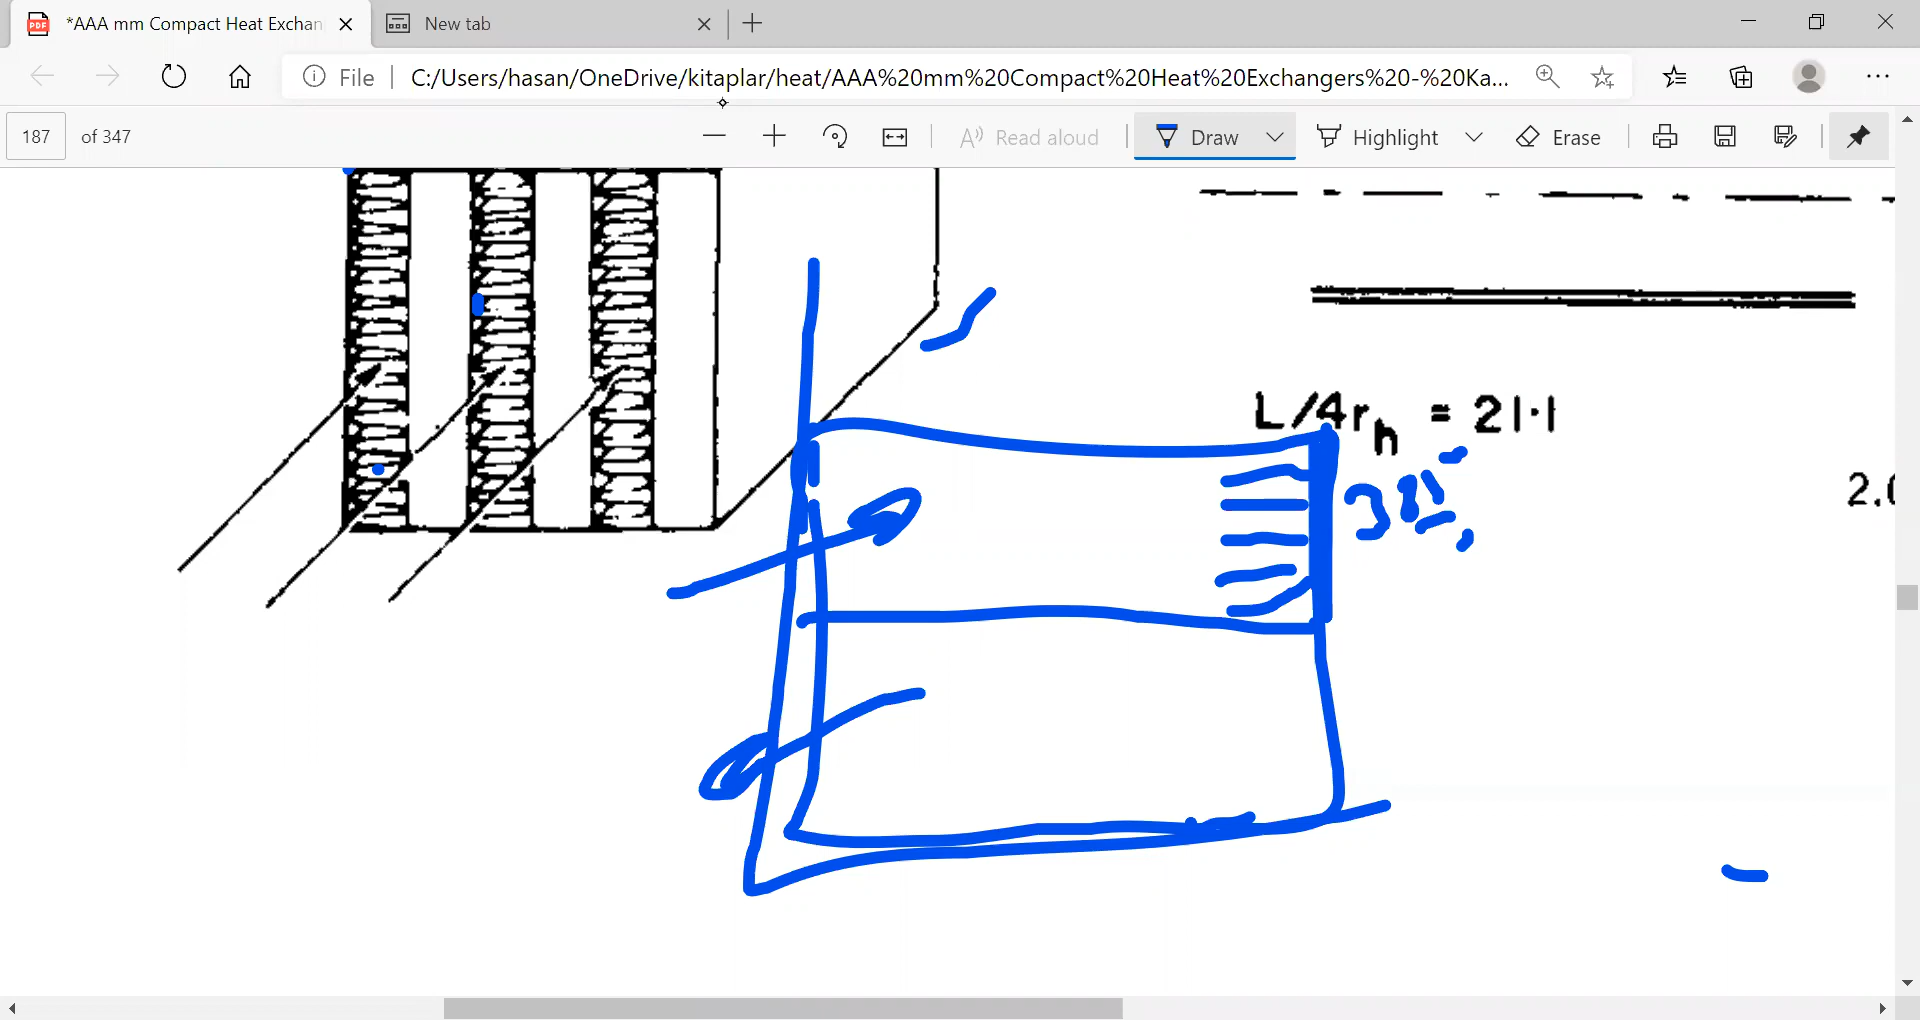 *AAA mm Compact Heat Exchan
New tab
File C:/Users/hasan/OneDrive/kitaplar/heat/AAA%20mm%20Compact%20Heat%20Exchangers%20-%20Ka...
187 of 347
Read aloud
Draw
Highlight
Erase
L/4rh = 21·1